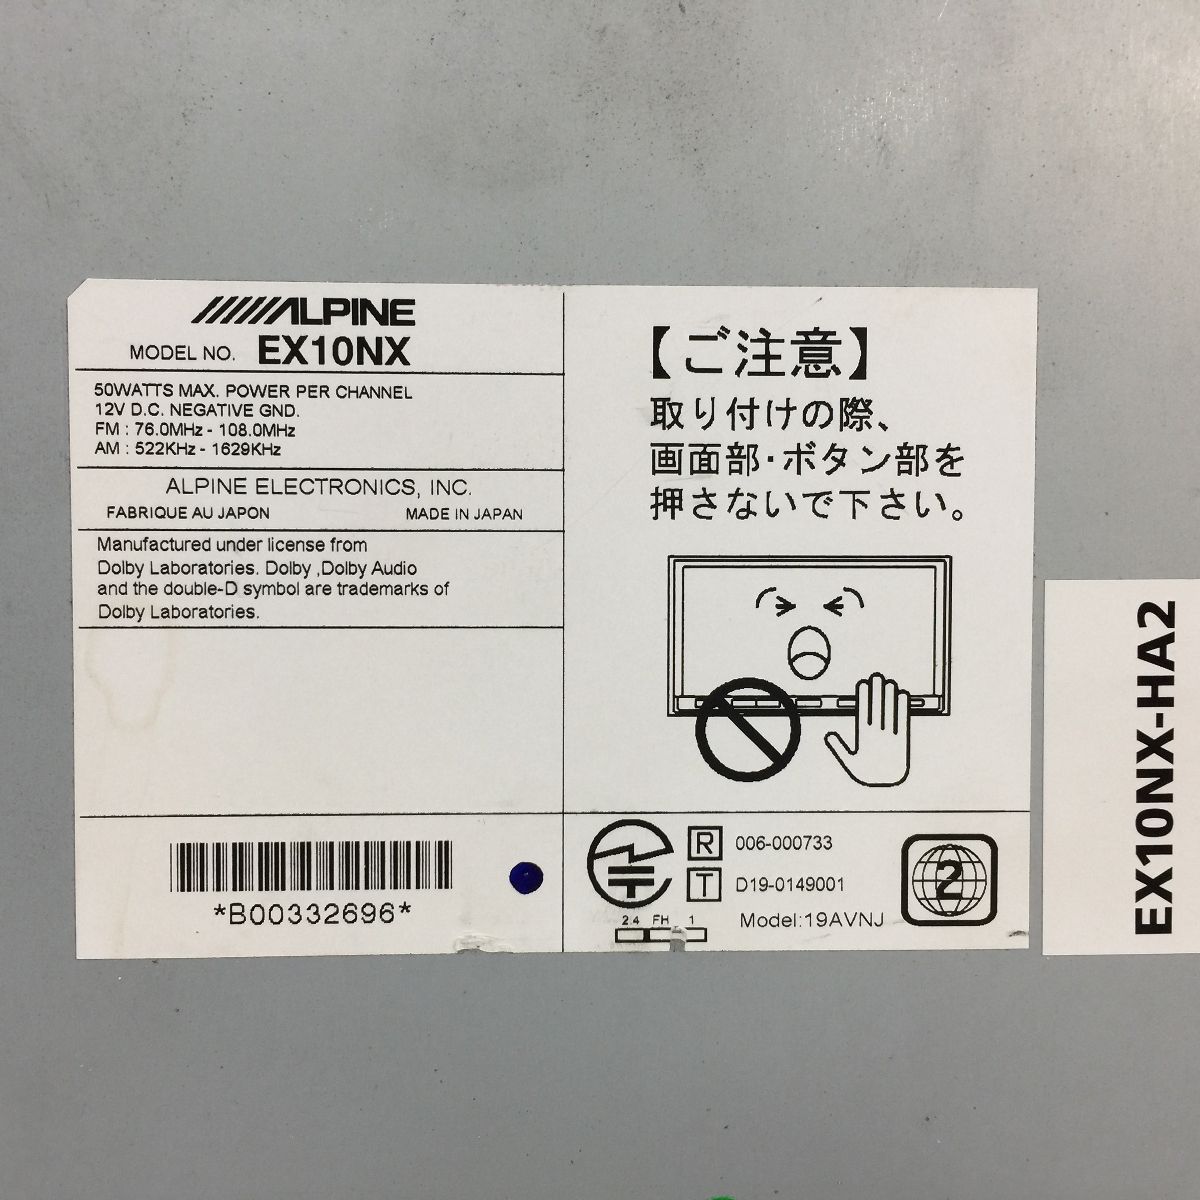 ALPINE
MODEL NO. EX10NX
50WATTS MAX. POWER PER CHANNEL
12V D.C. NEGATIVE GND.
FM : 76.0MHz - 108.0MHz
AM : 522KHz - 1629KHz
ALPINE ELECTRONICS, INC.
FABRIQUE AU JAPON MADE IN JAPAN
Manufactured under license from
Dolby Laboratories. Dolby ,Dolby Audio
and the double-D symbol are trademarks of
Dolby Laboratories.
*B00332696*
【ご注意】
取り付けの際、
画面部・ボタン部を
押さないで下さい。
R 006-000733
T D19-0149001
Model:19AVNJ
2.4 FH 1
2
EX10NX-HA2